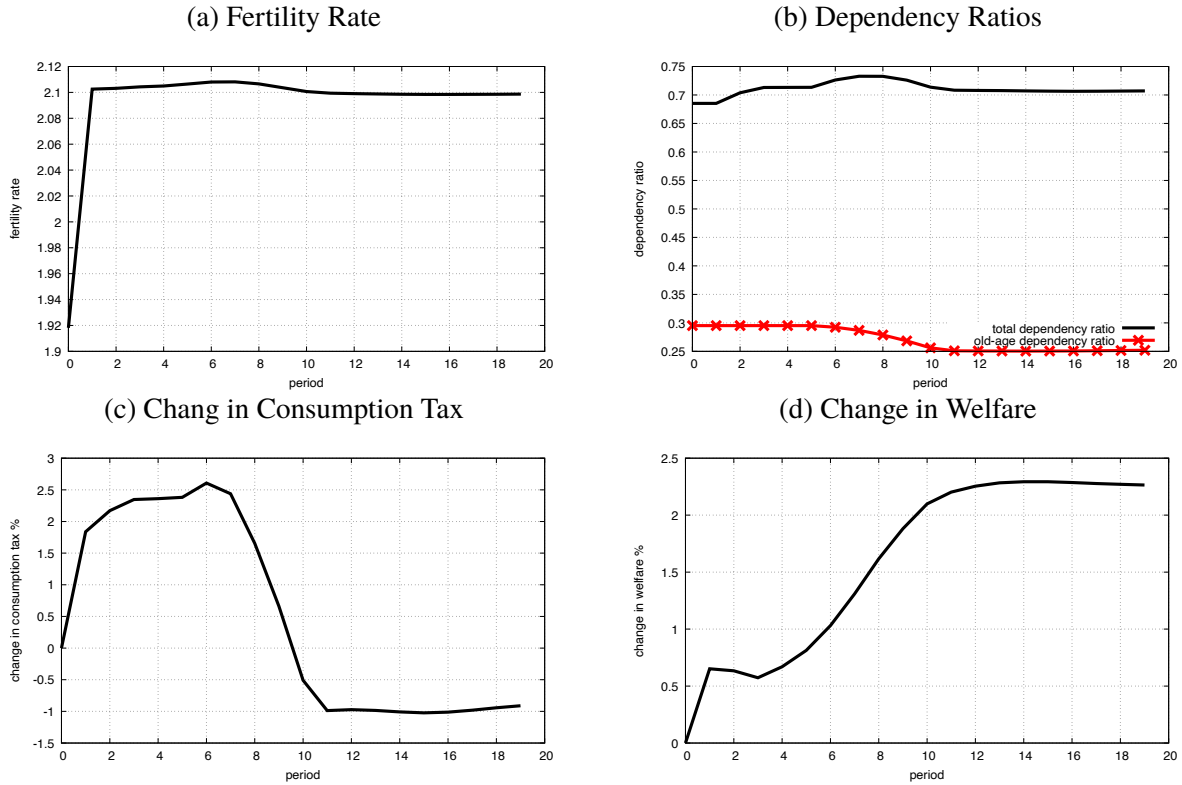 (a) Fertility Rate
2.12
2.1
2.08
2.06
2.04
2.02
2
1.98
1.96
1.94
1.92
1.9
fertility rate
0 2 4 6 8 10 12 14 16 18 20
period
(b) Dependency Ratios
0.75
0.7
0.65
0.6
0.55
0.5
0.45
0.4
0.35
0.3
0.25
dependency ratio
total dependency ratio
old-age dependency ratio
0 2 4 6 8 10 12 14 16 18 20
period
(c) Chang in Consumption Tax
3
2.5
2
1.5
1
0.5
0
-0.5
-1
-1.5
change in consumption tax %
0 2 4 6 8 10 12 14 16 18 20
period
(d) Change in Welfare
2.5
2
1.5
1
0.5
0
change in welfare %
0 2 4 6 8 10 12 14 16 18 20
period